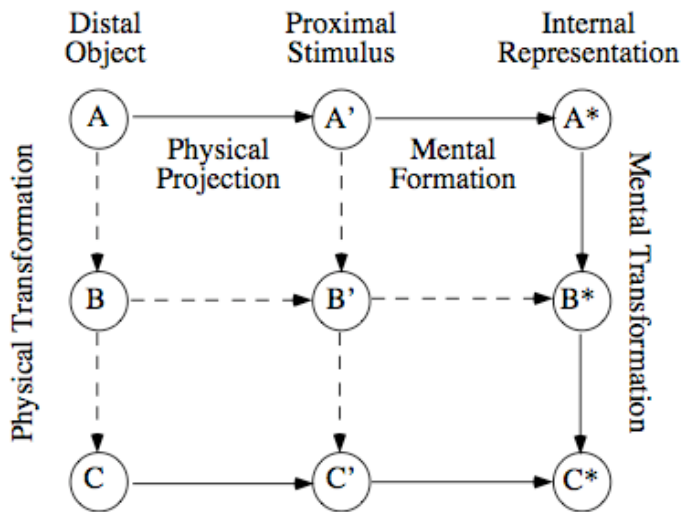 Distal
Object
Proximal
Stimulus
Internal
Representation
A
A’
A*
Physical
Projection
Mental
Formation
Physical Transformation
Mental Transformation
B
B’
B*
C
C’
C*